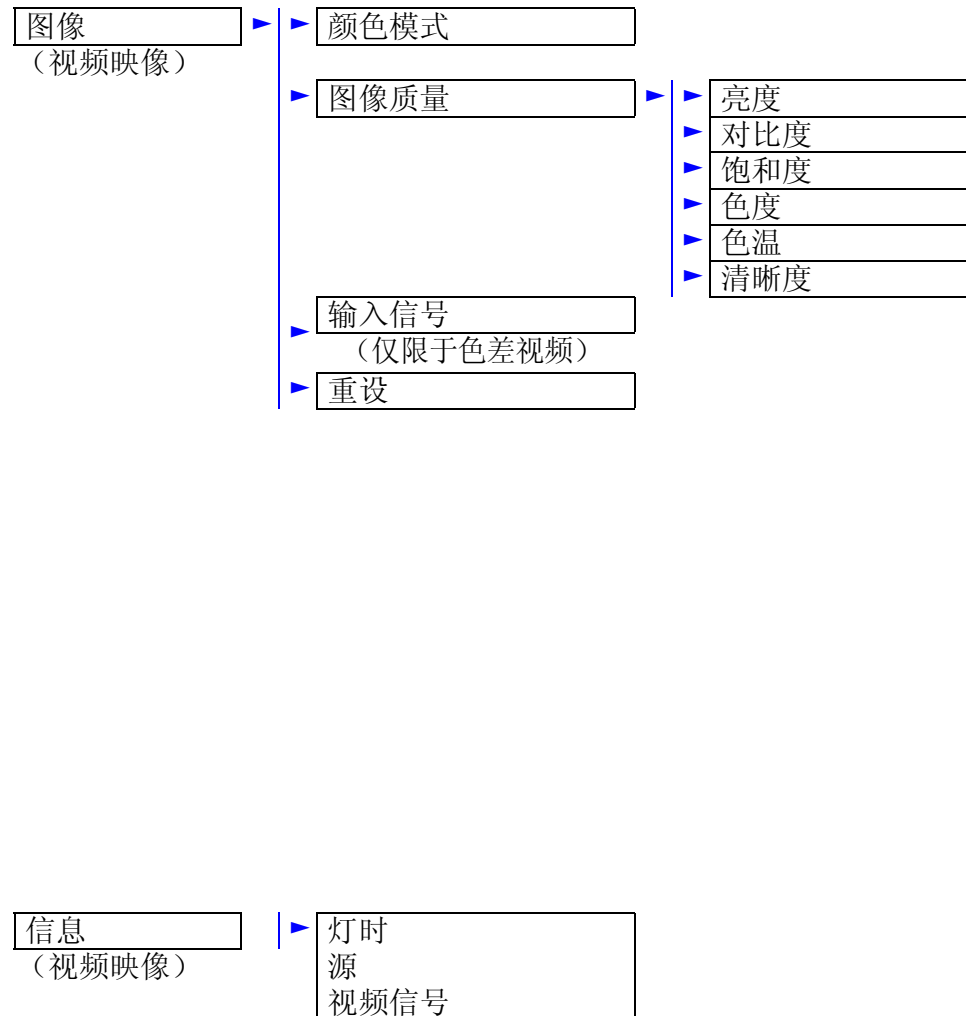 图像
（视频映像）
颜色模式
图像质量
亮度
对比度
饱和度
色度
色温
清晰度
输入信号
（仅限于色差视频）
重设
信息
（视频映像）
灯时
源
视频信号